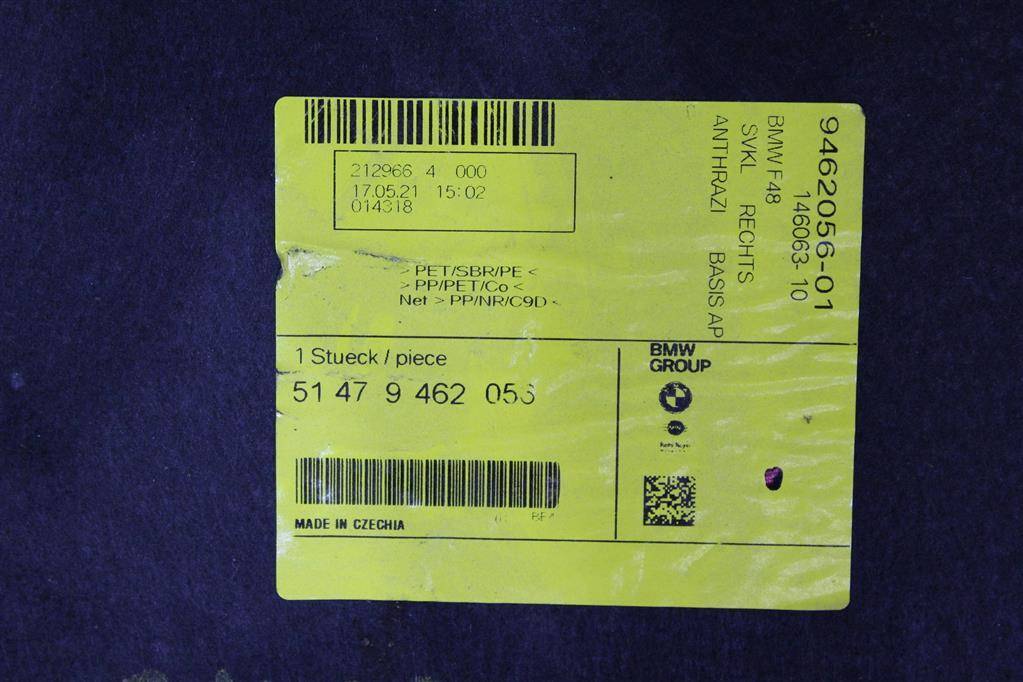 212966 4 000
17.05.21 15:02
014318
> PET/SBR/PE <
> PP/PET/Co <
Net > PP/NR/C9D <
9462056-01
146063-10
BMW F48
SVKL RECHTS
ANTHRAZI BASIS AP
1 Stueck / piece
51 47 9 462 056
MADE IN CZECHIA
BMW
GROUP